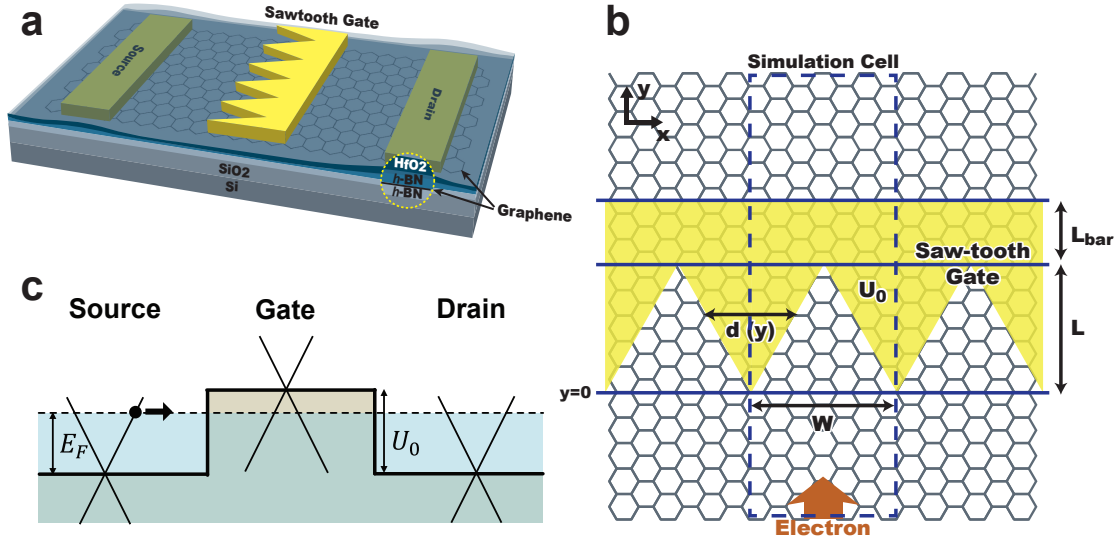 a
Sawtooth Gate
Source
Drain
HfO2
SiO2
h-BN
Si
h-BN
Graphene
b
Simulation Cell
y
x
Lbar
Saw-tooth
Gate
U0
d (y)
L
y=0
W
Electron
c
Source Gate Drain
EF
U0